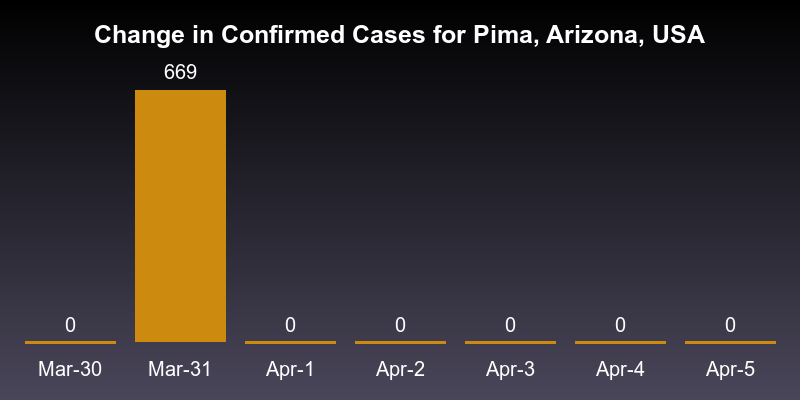 Change in Confirmed Cases for Pima, Arizona, USA
669
0 0 0 0 0 0
Mar-30 Mar-31 Apr-1 Apr-2 Apr-3 Apr-4 Apr-5